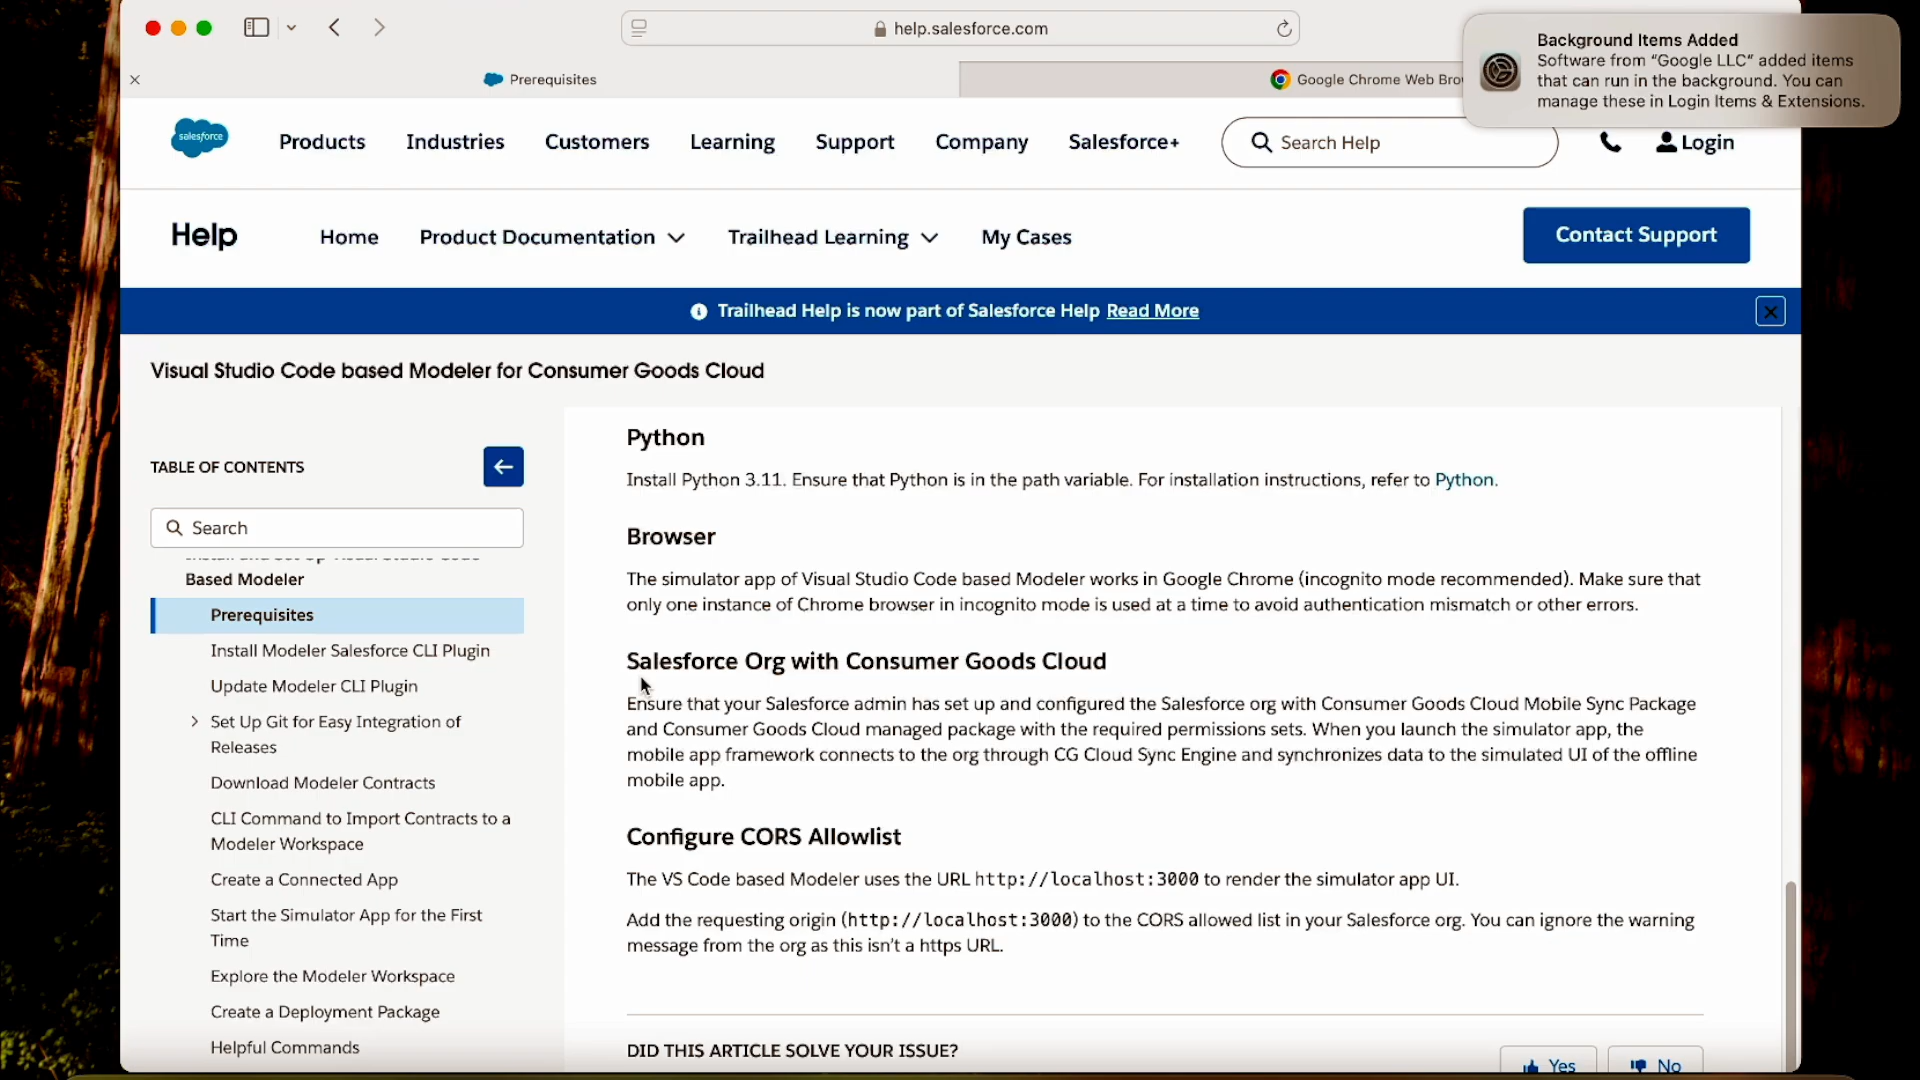 help.salesforce.com
Background Items Added
Software from “Google LLC” added items
that can run in the background. You can
manage these in Login Items & Extensions.
Prerequisites
Google Chrome Web Bro
salesforce
Products
Industries
Customers
Learning
Support
Company
Salesforce+
Search Help
Login
Help
Home
Product Documentation
Trailhead Learning
My Cases
Contact Support
Trailhead Help is now part of Salesforce Help Read More
Visual Studio Code based Modeler for Consumer Goods Cloud
TABLE OF CONTENTS
Search
Install and Set Up Visual Studio Code
Based Modeler
Prerequisites
Install Modeler Salesforce CLI Plugin
Update Modeler CLI Plugin
Set Up Git for Easy Integration of
Releases
Download Modeler Contracts
CLI Command to Import Contracts to a
Modeler Workspace
Create a Connected App
Start the Simulator App for the First
Time
Explore the Modeler Workspace
Create a Deployment Package
Helpful Commands
Python
Install Python 3.11. Ensure that Python is in the path variable. For installation instructions, refer to Python.
Browser
The simulator app of Visual Studio Code based Modeler works in Google Chrome (incognito mode recommended). Make sure that
only one instance of Chrome browser in incognito mode is used at a time to avoid authentication mismatch or other errors.
Salesforce Org with Consumer Goods Cloud
Ensure that your Salesforce admin has set up and configured the Salesforce org with Consumer Goods Cloud Mobile Sync Package
and Consumer Goods Cloud managed package with the required permissions sets. When you launch the simulator app, the
mobile app framework connects to the org through CG Cloud Sync Engine and synchronizes data to the simulated UI of the offline
mobile app.
Configure CORS Allowlist
The VS Code based Modeler uses the URL http://localhost:3000 to render the simulator app UI.
Add the requesting origin (http://localhost:3000) to the CORS allowed list in your Salesforce org. You can ignore the warning
message from the org as this isn't a https URL.
DID THIS ARTICLE SOLVE YOUR ISSUE?
Yes
No